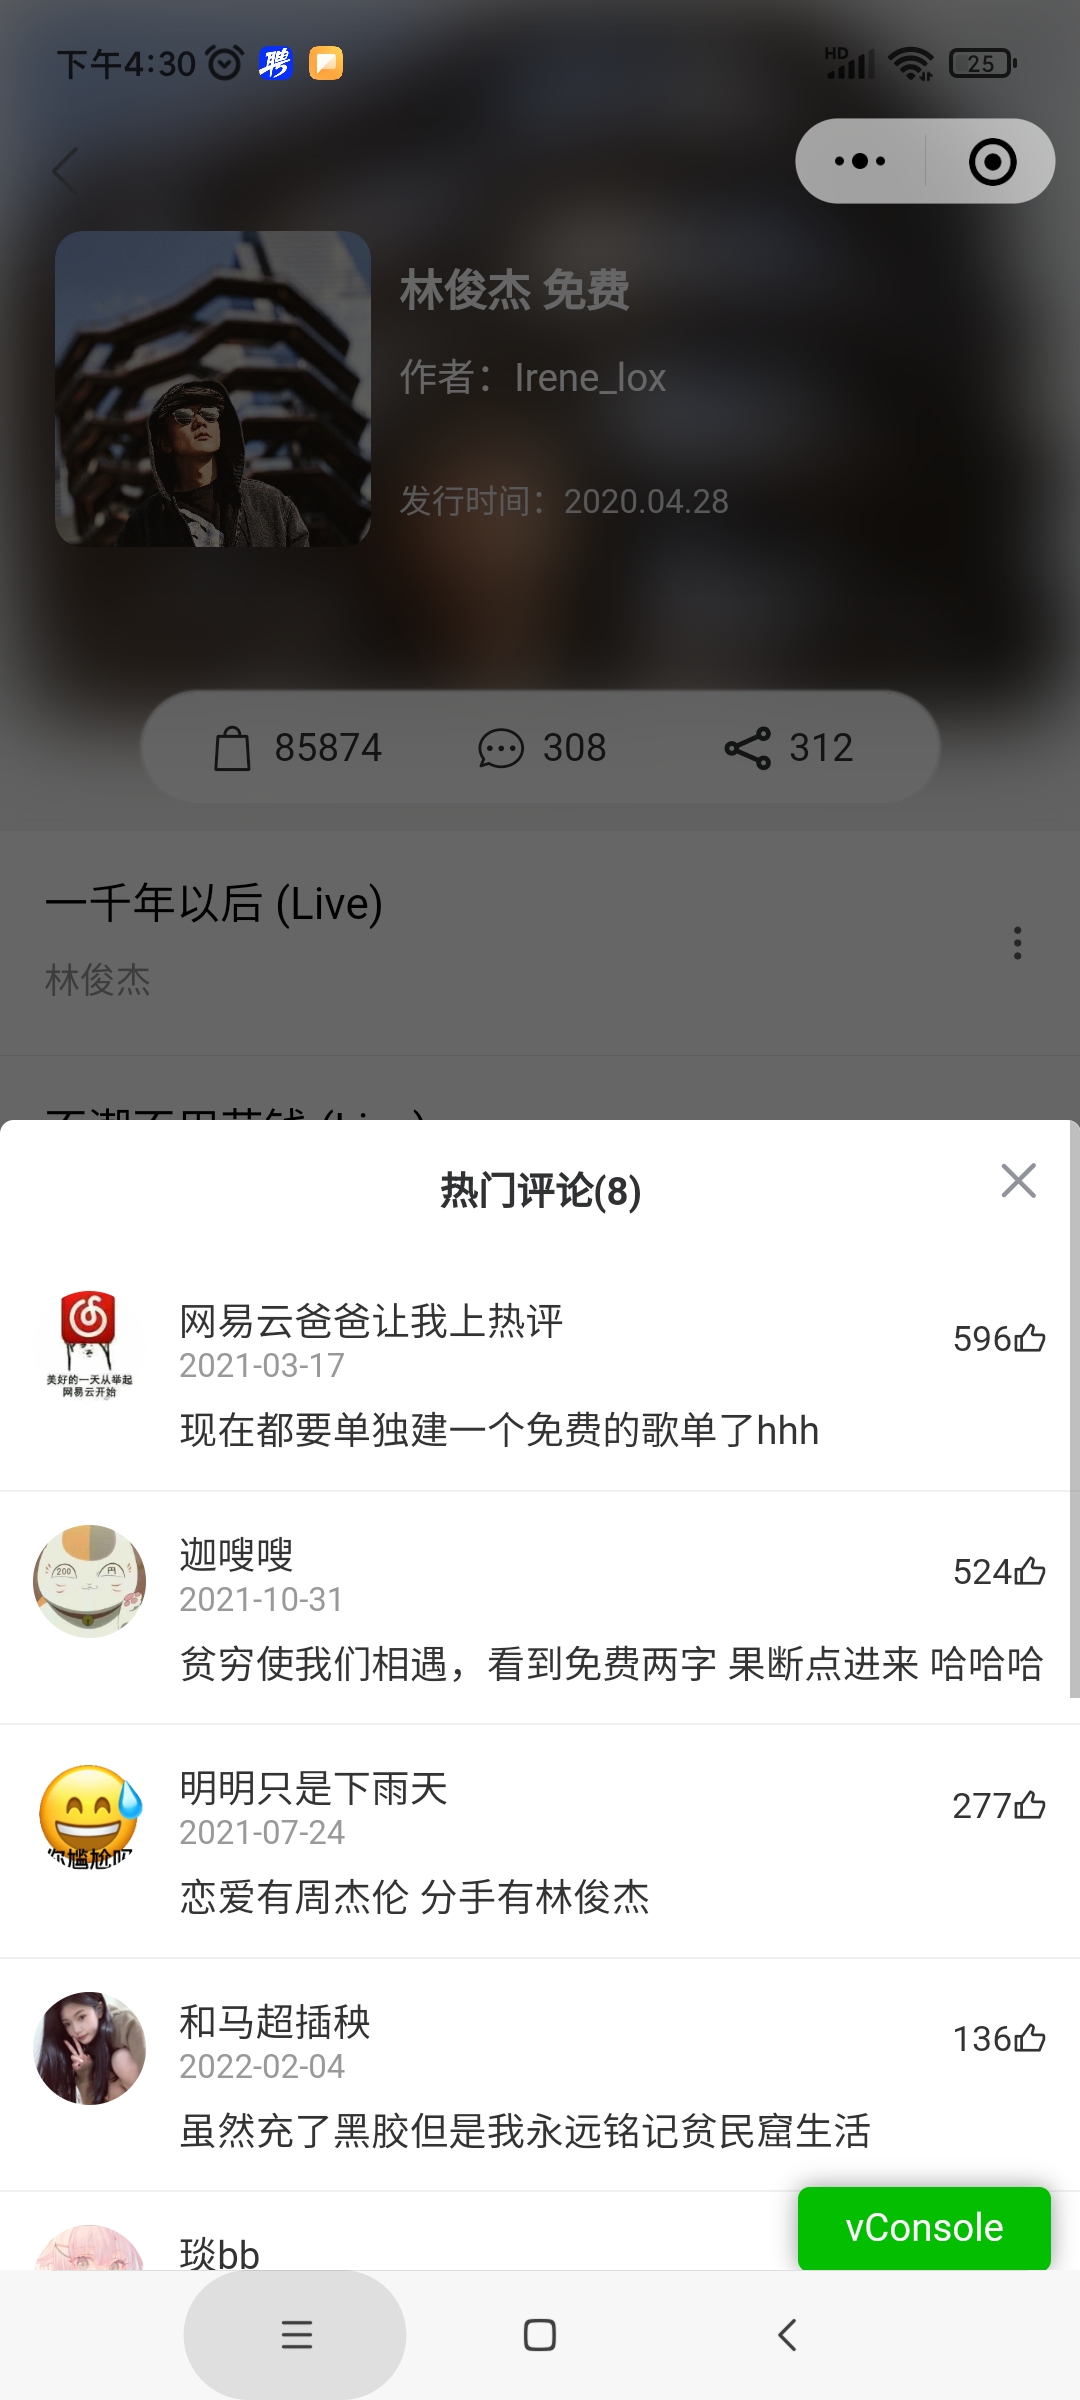 下午4:30
聘
HD
25
林俊杰 免费
作者：Irene_lox
发行时间：2020.04.28
85874
308
312
一千年以后 (Live)
林俊杰
热门评论(8)
网易云爸爸让我上热评
596
2021-03-17
美好的一天从举起
网易云开始
现在都要单独建一个免费的歌单了hhh
迦嗖嗖
524
2021-10-31
贫穷使我们相遇，看到免费两字 果断点进来 哈哈哈
明明只是下雨天
277
2021-07-24
恋爱有周杰伦 分手有林俊杰
和马超插秧
136
2022-02-04
虽然充了黑胶但是我永远铭记贫民窟生活
琰bb
vConsole